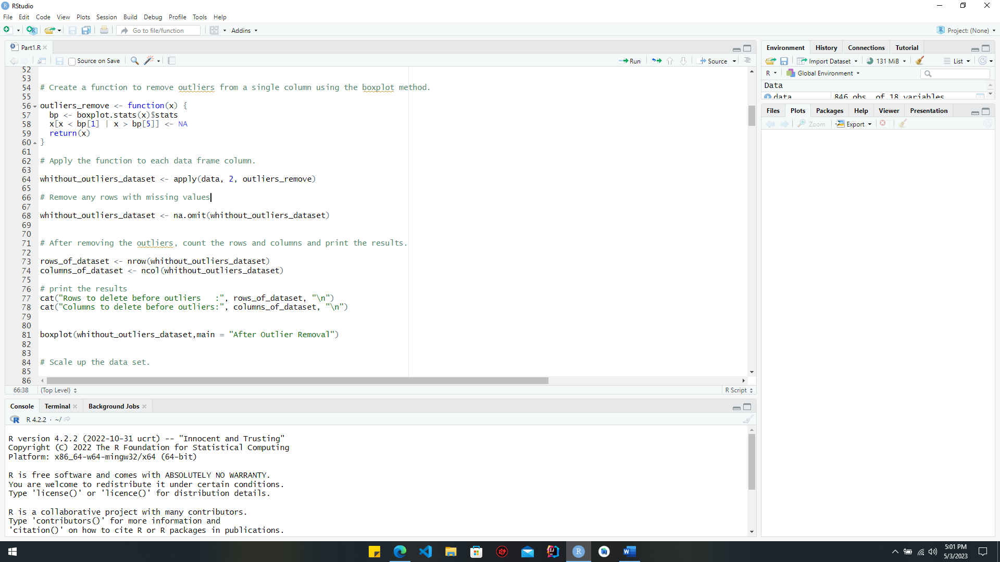 RStudio
File Edit Code View Plots Session Build Debug Profile Tools Help
Go to file/function Addins Project: (None)
Part1.R
Source on Save Run Source
52
53
54 # Create a function to remove outliers from a single column using the boxplot method.
55
56 outliers_remove <- function(x) {
57   bp <- boxplot.stats(x)$stats
58   x[x < bp[1] | x > bp[5]] <- NA
59   return(x)
60 }
61
62 # Apply the function to each data frame column.
63
64 whithout_outliers_dataset <- apply(data, 2, outliers_remove)
65
66 # Remove any rows with missing values
67
68 whithout_outliers_dataset <- na.omit(whithout_outliers_dataset)
69
70
71 # After removing the outliers, count the rows and columns and print the results.
72
73 rows_of_dataset <- nrow(whithout_outliers_dataset)
74 columns_of_dataset <- ncol(whithout_outliers_dataset)
75
76 # print the results
77 cat("Rows to delete before outliers   :", rows_of_dataset, "\n")
78 cat("Columns to delete before outliers:", columns_of_dataset, "\n")
79
80
81 boxplot(whithout_outliers_dataset,main = "After Outlier Removal")
82
83
84 # Scale up the data set.
85
86
66:38 (Top Level) R Script
Console Terminal Background Jobs
R 4.2.2 · ~/
R version 4.2.2 (2022-10-31 ucrt) -- "Innocent and Trusting"
Copyright (C) 2022 The R Foundation for Statistical Computing
Platform: x86_64-w64-mingw32/x64 (64-bit)
R is free software and comes with ABSOLUTELY NO WARRANTY.
You are welcome to redistribute it under certain conditions.
Type 'license()' or 'licence()' for distribution details.
R is a collaborative project with many contributors.
Type 'contributors()' for more information and
'citation()' on how to cite R or R packages in publications.
Environment History Connections Tutorial
Import Dataset 131 MiB List
R Global Environment
Data
data 846 obs. of 18 variables
Files Plots Packages Help Viewer Presentation
Zoom Export
5:01 PM
5/3/2023